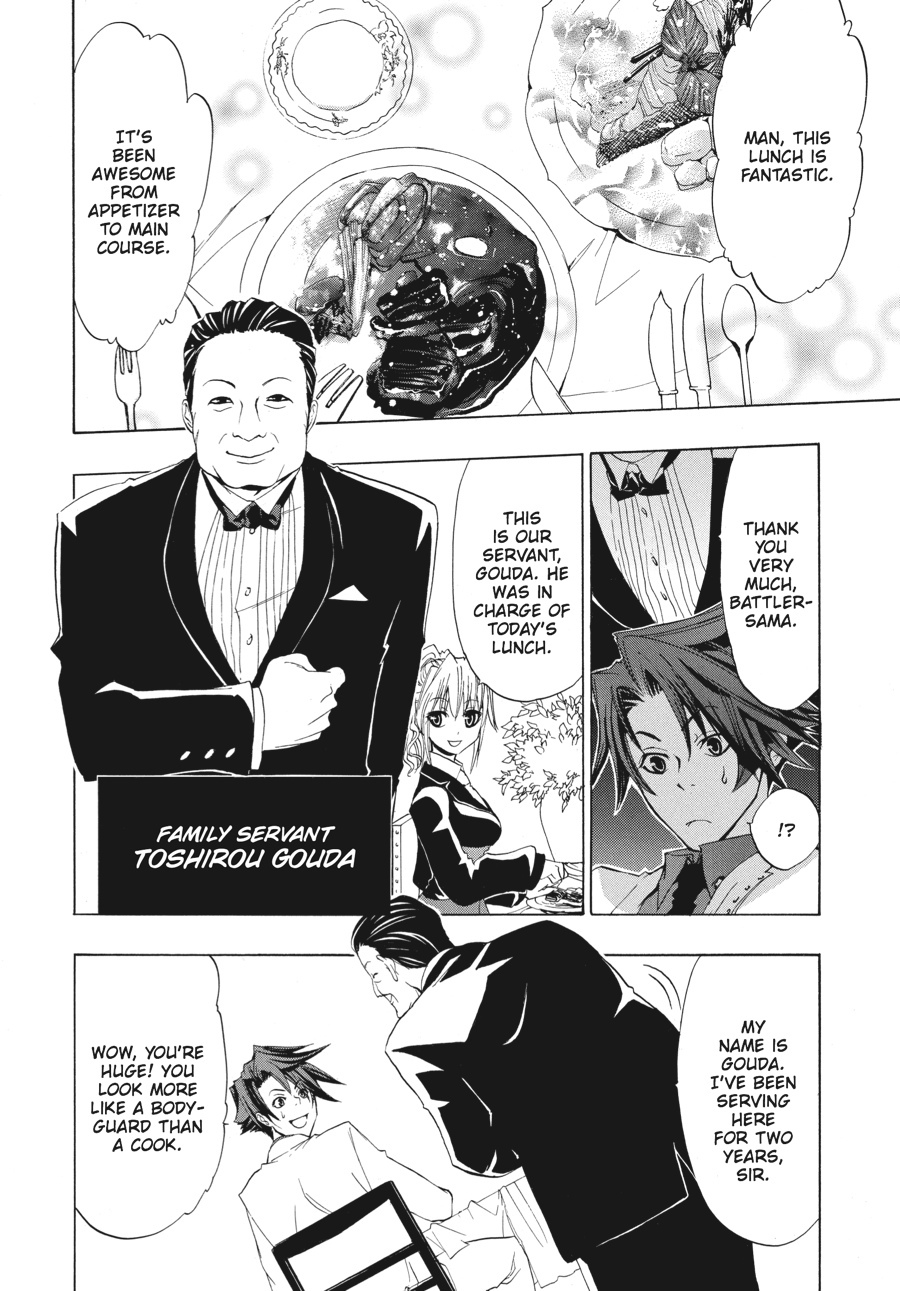 MAN, THIS
LUNCH IS
FANTASTIC.
IT'S
BEEN
AWESOME
FROM
APPETIZER
TO MAIN
COURSE.
THANK
YOU
VERY
MUCH,
BATTLER-
SAMA.
!?
THIS
IS OUR
SERVANT,
GOUDA. HE
WAS IN
CHARGE OF
TODAY'S
LUNCH.
FAMILY SERVANT
TOSHIROU GOUDA
MY
NAME IS
GOUDA.
I'VE BEEN
SERVING
HERE
FOR TWO
YEARS,
SIR.
WOW, YOU'RE
HUGE! YOU
LOOK MORE
LIKE A BODY-
GUARD THAN
A COOK.